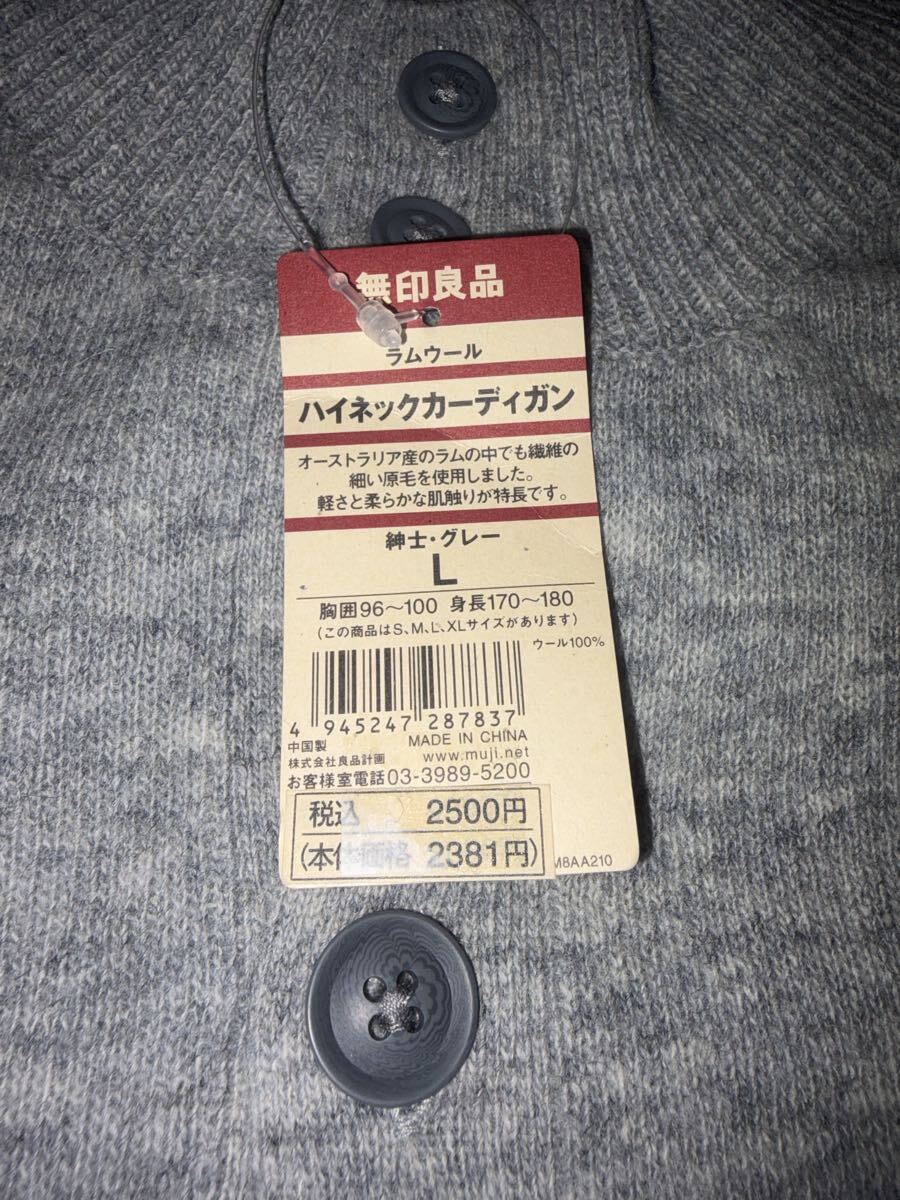 無印良品
ラムウール
ハイネックカーディガン
オーストラリア産のラムの中でも繊維の
細い原毛を使用しました。
軽さと柔らかな肌触りが特長です。
紳士・グレー
L
胸囲96〜100 身長170〜180
(この商品はS、M、L、XLサイズがあります)
ウール100%
4 945247 287837
中国製 MADE IN CHINA
株式会社良品計画 www.muji.net
お客様室電話03-3989-5200
税込 2500円
(本体価格 2381円)
M8AA210